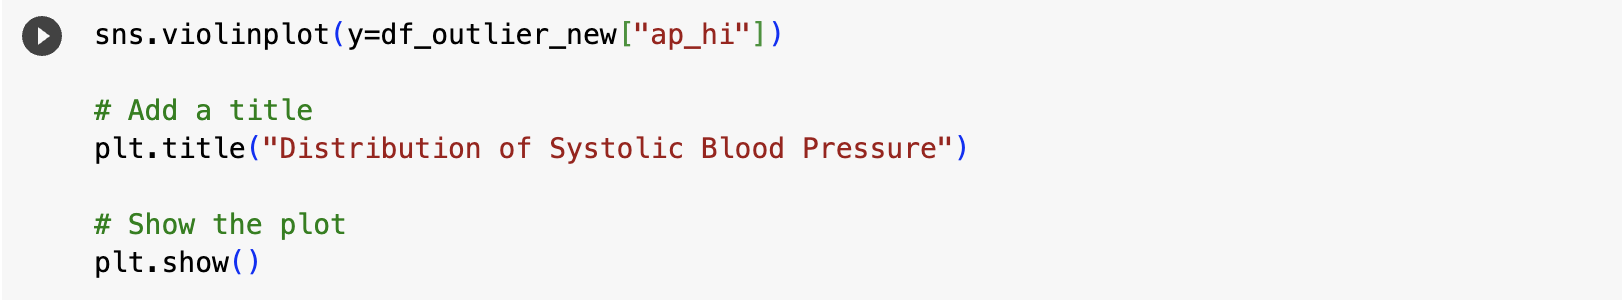 sns.violinplot(y=df_outlier_new["ap_hi"])
# Add a title
plt.title("Distribution of Systolic Blood Pressure")
# Show the plot
plt.show()